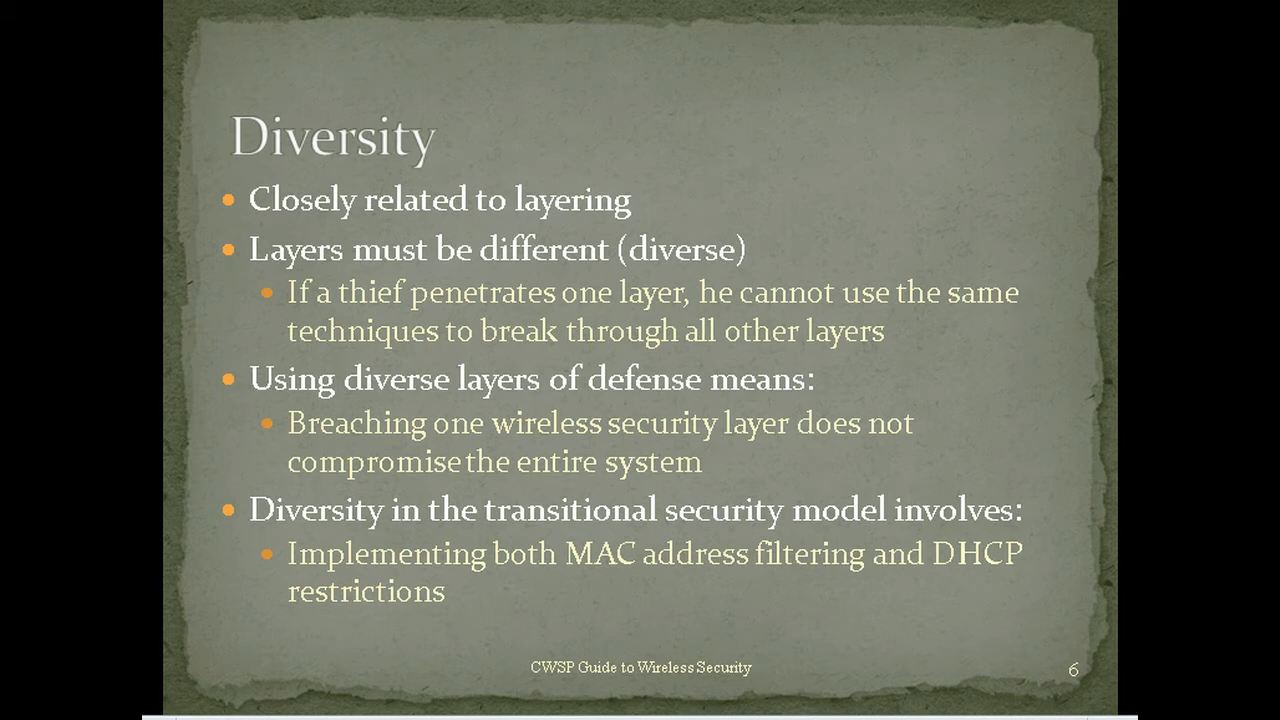 Diversity
• Closely related to layering
• Layers must be different (diverse)
• If a thief penetrates one layer, he cannot use the same
techniques to break through all other layers
• Using diverse layers of defense means:
• Breaching one wireless security layer does not
compromise the entire system
• Diversity in the transitional security model involves:
• Implementing both MAC address filtering and DHCP
restrictions
CWSP Guide to Wireless Security
6